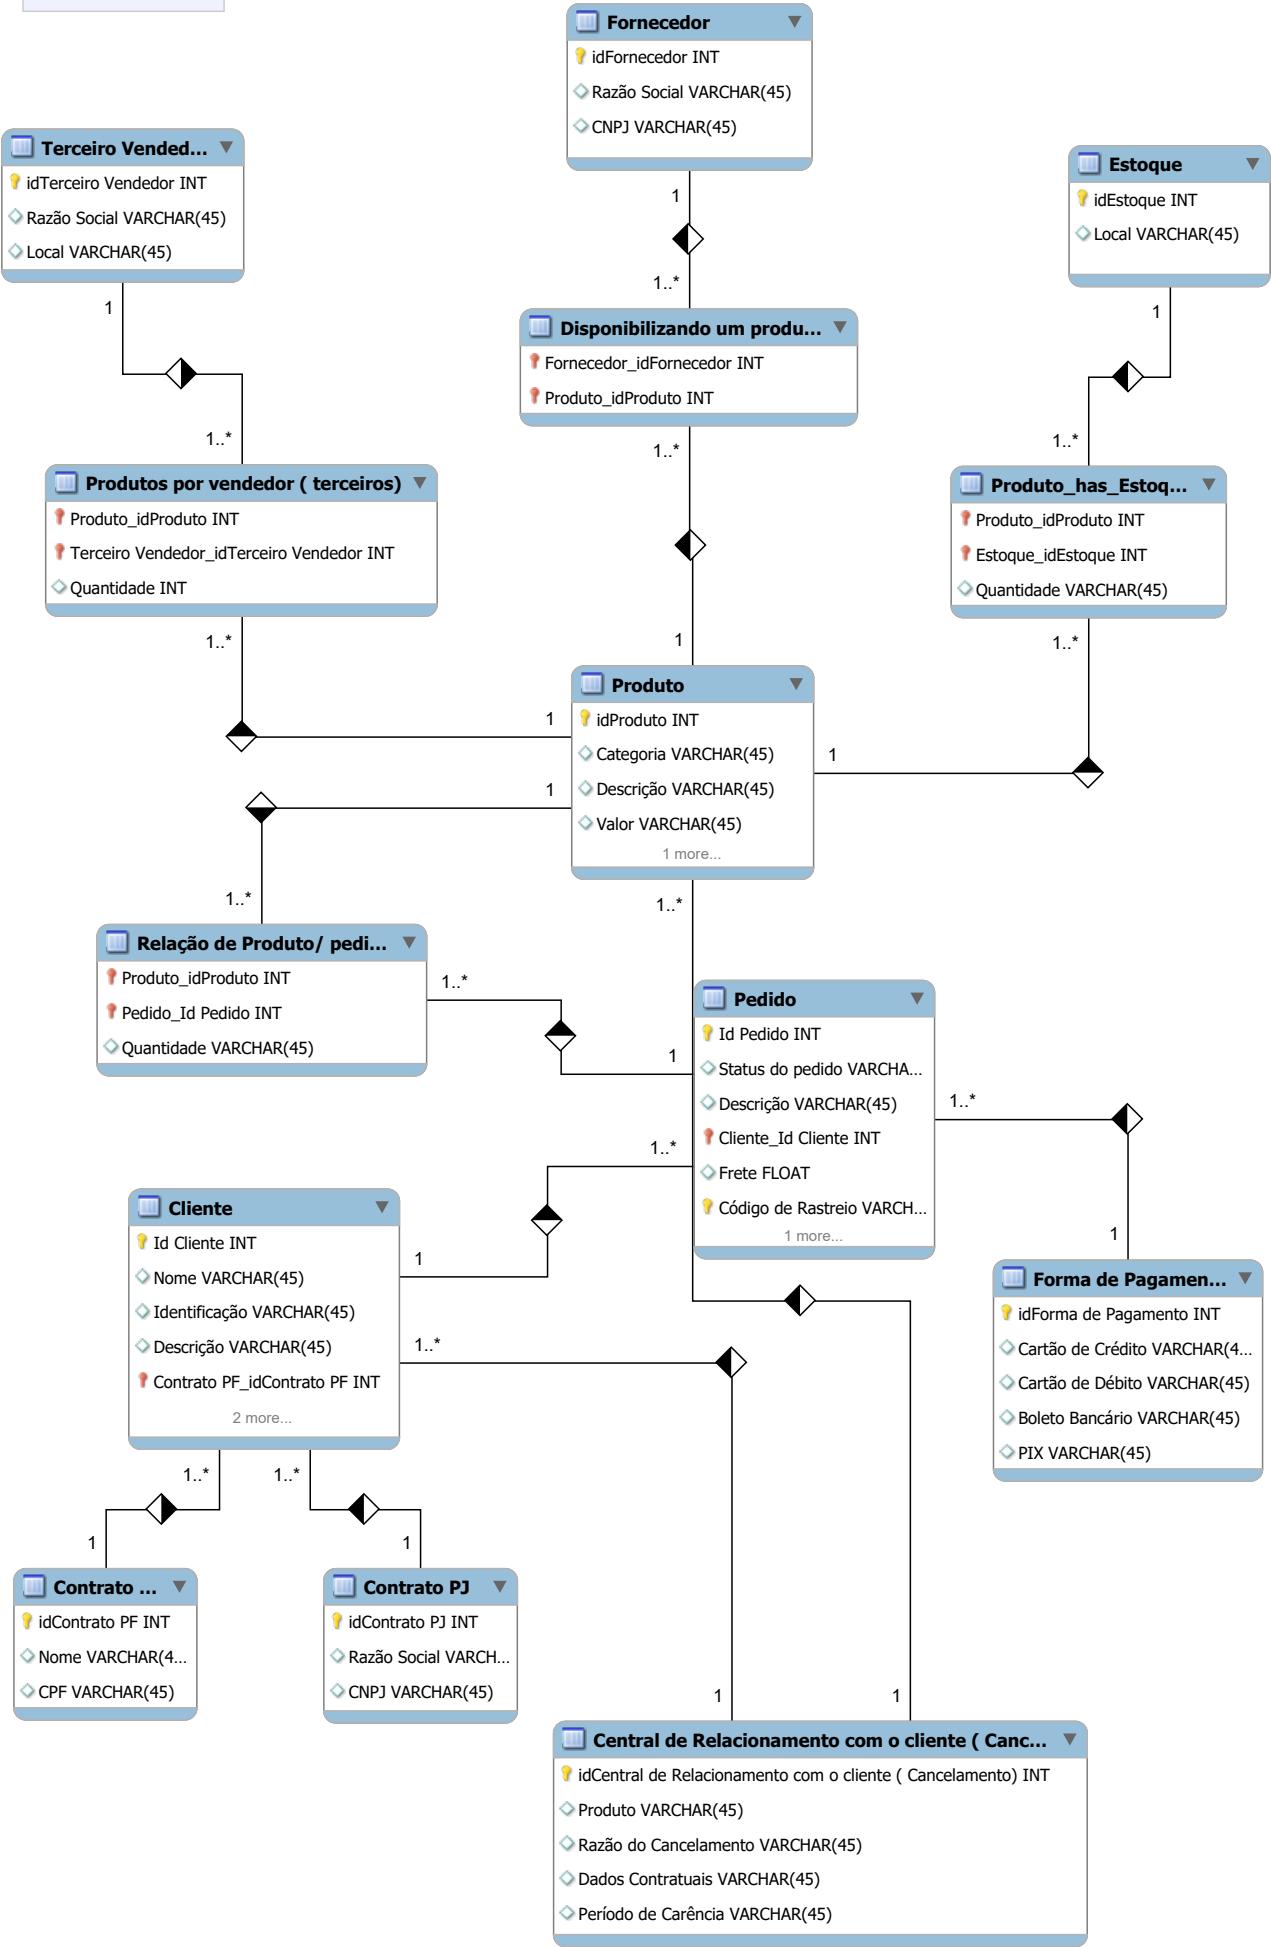 Fornecedor
idFornecedor INT
Razão Social VARCHAR(45)
CNPJ VARCHAR(45)
Terceiro Vended...
idTerceiro Vendedor INT
Razão Social VARCHAR(45)
Local VARCHAR(45)
Estoque
idEstoque INT
Local VARCHAR(45)
1
1..*
1
1
Disponibilizando um produ...
Fornecedor_idFornecedor INT
Produto_idProduto INT
1..*
1..*
1..*
Produtos por vendedor ( terceiros)
Produto_idProduto INT
Terceiro Vendedor_idTerceiro Vendedor INT
Quantidade INT
Produto_has_Estoq...
Produto_idProduto INT
Estoque_idEstoque INT
Quantidade VARCHAR(45)
1..*
1
1..*
Produto
idProduto INT
Categoria VARCHAR(45)
Descrição VARCHAR(45)
Valor VARCHAR(45)
1 more...
1
1
1
1..*
1..*
Relação de Produto/ pedi...
Produto_idProduto INT
Pedido_Id Pedido INT
Quantidade VARCHAR(45)
1..*
1
Pedido
Id Pedido INT
Status do pedido VARCHA...
Descrição VARCHAR(45)
Cliente_Id Cliente INT
Frete FLOAT
Código de Rastreio VARCH...
1 more...
1..*
1..*
1
Cliente
Id Cliente INT
Nome VARCHAR(45)
Identificação VARCHAR(45)
Descrição VARCHAR(45)
Contrato PF_idContrato PF INT
2 more...
1
1..*
Forma de Pagamen...
idForma de Pagamento INT
Cartão de Crédito VARCHAR(4...
Cartão de Débito VARCHAR(45)
Boleto Bancário VARCHAR(45)
PIX VARCHAR(45)
1..*
1..*
1
1
Contrato ...
idContrato PF INT
Nome VARCHAR(4...
CPF VARCHAR(45)
Contrato PJ
idContrato PJ INT
Razão Social VARCH...
CNPJ VARCHAR(45)
1
1
Central de Relacionamento com o cliente ( Canc...
idCentral de Relacionamento com o cliente ( Cancelamento) INT
Produto VARCHAR(45)
Razão do Cancelamento VARCHAR(45)
Dados Contratuais VARCHAR(45)
Período de Carência VARCHAR(45)